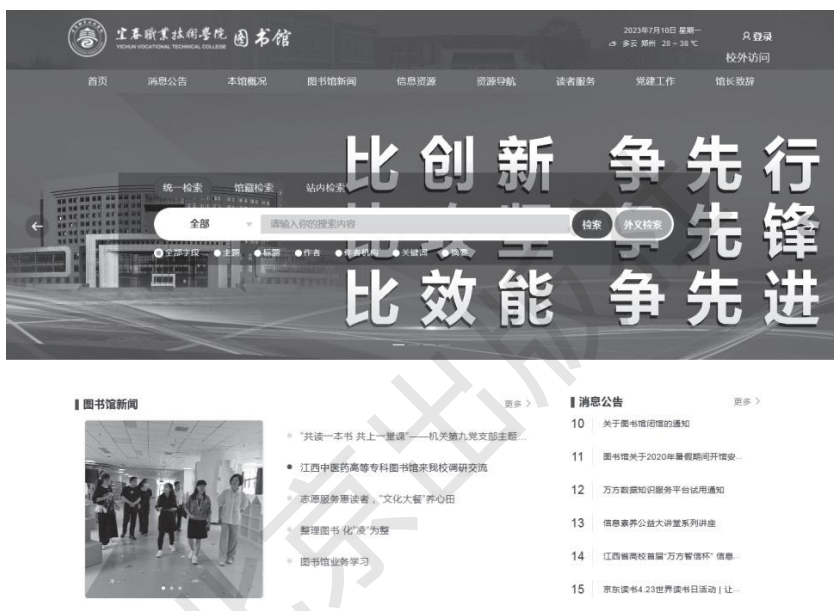 宜春职业技术学院 图书馆
YICHUN VOCATIONAL TECHNICAL COLLEGE
2023年7月10日 星期一
多云 郑州 28~38℃
登录
校外访问
首页 消息公告 本馆概况 图书馆新闻 信息资源 资源导航 读者服务 党建工作 馆长致辞
比创新 争先行
统一检索 馆藏检索 站内检索
全部 请输入你的搜索内容 检索 外文检索
争先锋
全部字段 主题 标题 作者 作者机构 关键词 摘要
比效能 争先进
图书馆新闻 更多
"共读一本书 共上一堂课"——机关第九党支部主题...
江西中医药高等专科图书馆来我校调研交流
志愿服务惠读者，"文化大餐"养心田
整理图书 化"凌"为整
图书馆业务学习
消息公告 更多
10 关于图书馆闭馆的通知
11 图书馆关于2020年暑假期间开馆安...
12 万方数据知识服务平台试用通知
13 信息素养公益大讲堂系列讲座
14 江西省高校首届"万方智信杯" 信息...
15 京东读书4.23世界读书日活动 | 让...
北京出版社